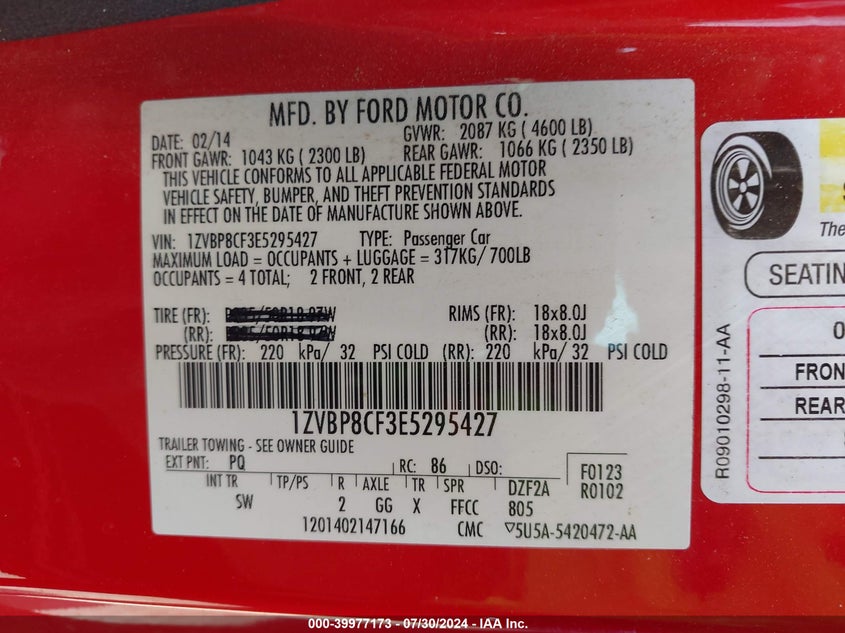 MFD. BY FORD MOTOR CO.
DATE: 02/14 GVWR: 2087 KG ( 4600 LB)
FRONT GAWR: 1043 KG ( 2300 LB) REAR GAWR: 1066 KG ( 2350 LB)
THIS VEHICLE CONFORMS TO ALL APPLICABLE FEDERAL MOTOR
VEHICLE SAFETY, BUMPER, AND THEFT PREVENTION STANDARDS
IN EFFECT ON THE DATE OF MANUFACTURE SHOWN ABOVE.
VIN: 1ZVBP8CF3E5295427 TYPE: Passenger Car
MAXIMUM LOAD = OCCUPANTS + LUGGAGE = 317KG/ 700LB
OCCUPANTS = 4 TOTAL; 2 FRONT, 2 REAR
TIRE (FR): RIMS (FR): 18x8.0J
(RR): (RR): 18x8.0J
PRESSURE (FR): 220 kPa/ 32 PSI COLD (RR): 220 kPa/ 32 PSI COLD
1ZVBP8CF3E5295427
TRAILER TOWING - SEE OWNER GUIDE
EXT PNT: PQ RC: 86 DSO: F0123
INT TR TP/PS R AXLE TR SPR DZF2A R0102
SW 2 GG X FFCC 805
1201402147166 CMC ▽5U5A-5420472-AA
The
SEATIN
0
FRON
REAR
R09010298-11-AA
000-39977173 - 07/30/2024 - IAA Inc.